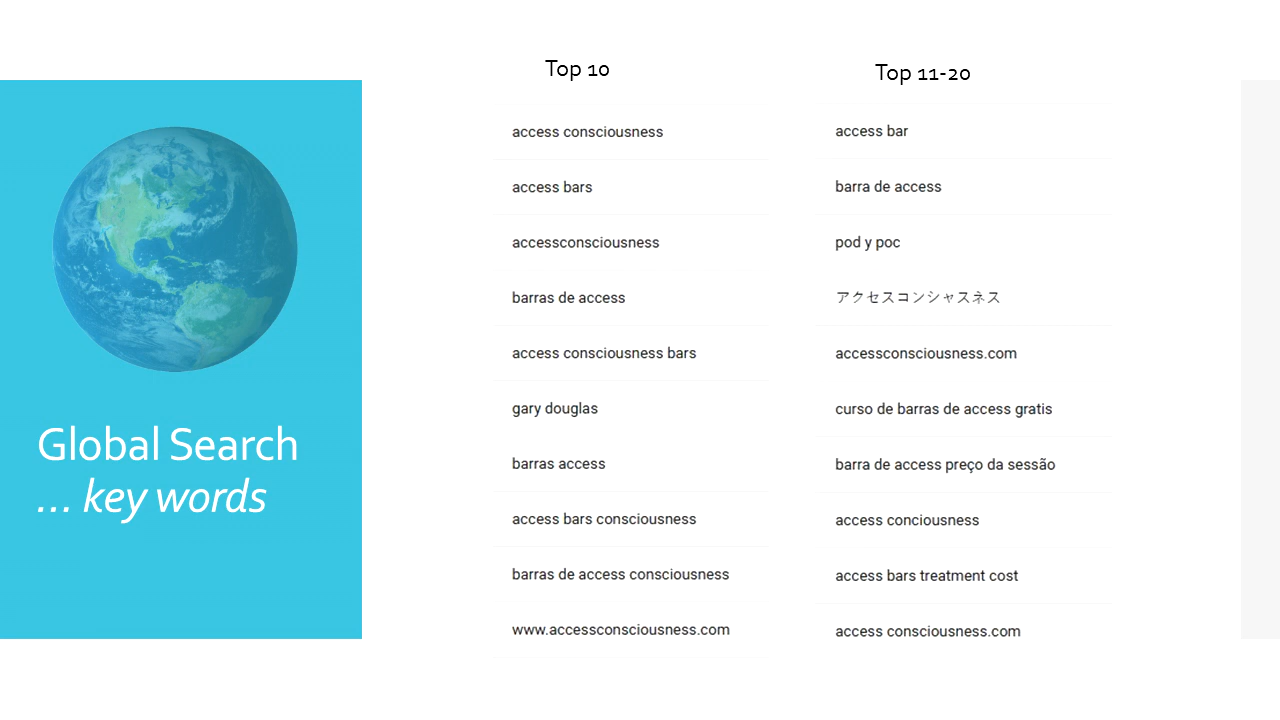 Global Search
... key words
Top 10
access consciousness
access bars
accessconsciousness
barras de access
access consciousness bars
gary douglas
barras access
access bars consciousness
barras de access consciousness
www.accessconsciousness.com
Top 11-20
access bar
barra de access
pod y poc
アクセスコンシャスネス
accessconsciousness.com
curso de barras de access gratis
barra de access preço da sessão
access conciousness
access bars treatment cost
access consciousness.com